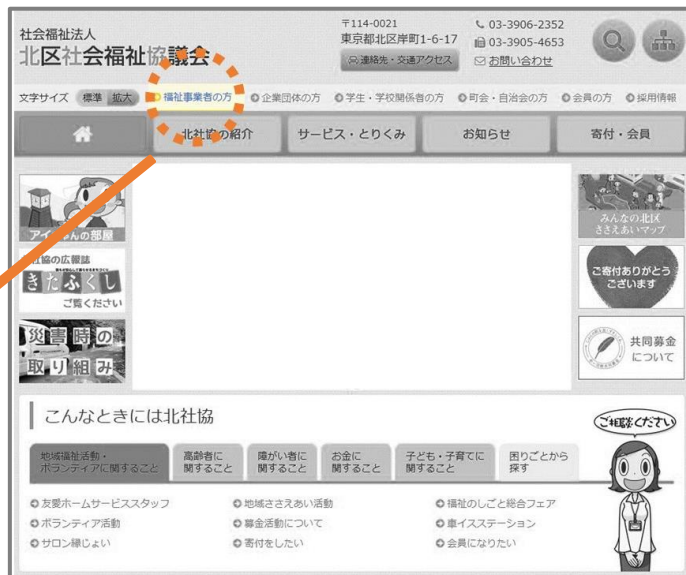 社会福祉法人
北区社会福祉協議会
〒114-0021
東京都北区岸町1-6-17
連絡先・交通アクセス
03-3906-2352
03-3905-4653
お問い合わせ
文字サイズ 標準 拡大 福祉事業者の方 企業団体の方 学生・学校関係者の方 町会・自治会の方 会員の方 採用情報
北社協の紹介 サービス・とりくみ お知らせ 寄付・会員
の部屋
社協の広報誌
きたふくし
ご覧ください
災害時の
取り組み
みんなの北区
ささえあいマップ
ご寄付ありがとう
ございます
共同募金
について
こんなときには北社協
ご相談ください
地域福祉活動・
ボランティアに関すること
高齢者に
関すること
障がい者に
関すること
お金に
関すること
子ども・子育てに
関すること
困りごとから
探す
友愛ホームサービススタッフ 地域ささえあい活動 福祉のしごと総合フェア
ボランティア活動 募金活動について 車イスステーション
サロン縁じょい 寄付をしたい 会員になりたい